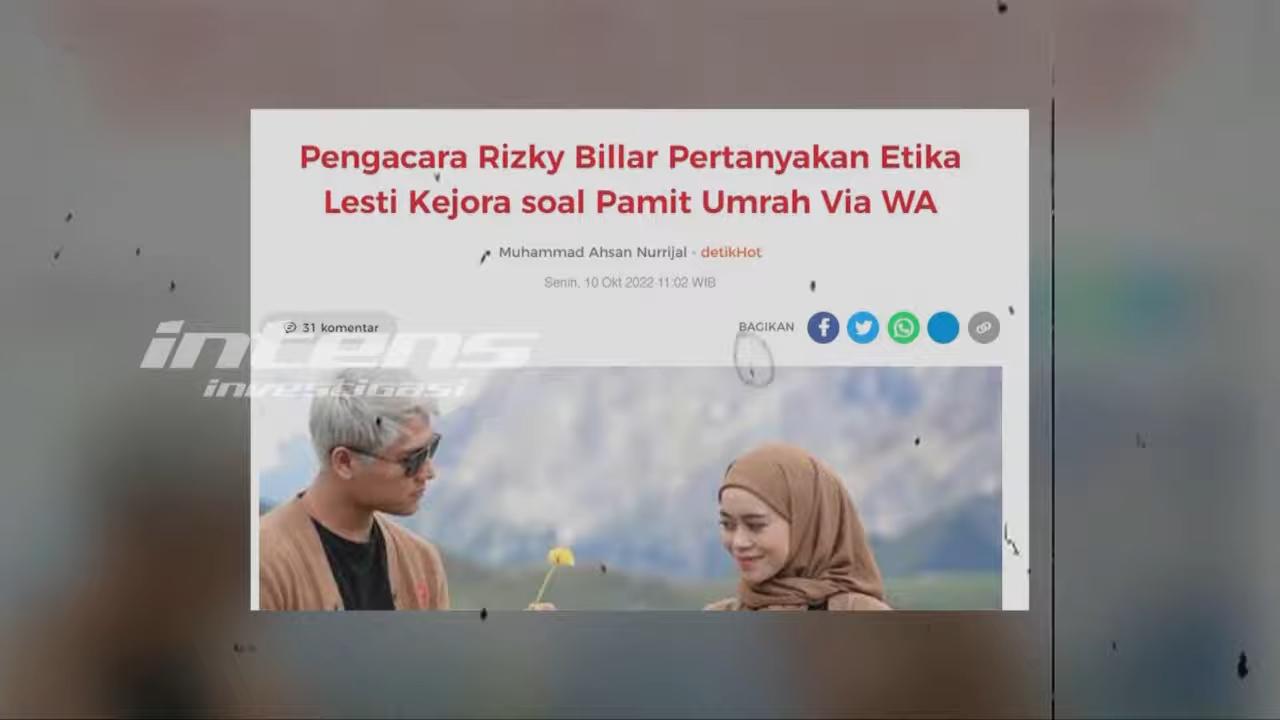 Pengacara Rizky Billar Pertanyakan Etika
Lesti Kejora soal Pamit Umrah Via WA
Muhammad Ahsan Nurrijal - detikHot
Senin, 10 Okt 2022 11:02 WIB
31 komentar
BAGIKAN
intens
investigasi